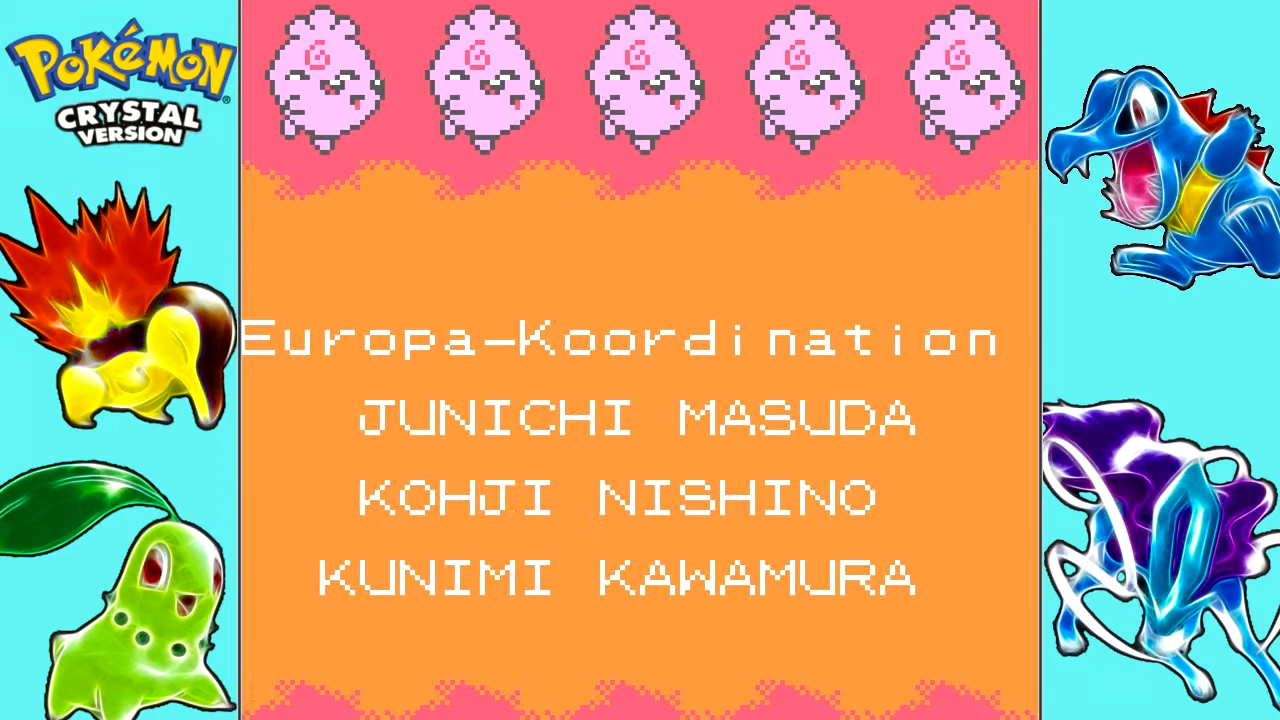 POKéMON
CRYSTAL
VERSION
Europa-Koordination
JUNICHI MASUDA
KOHJI NISHINO
KUNIMI KAWAMURA